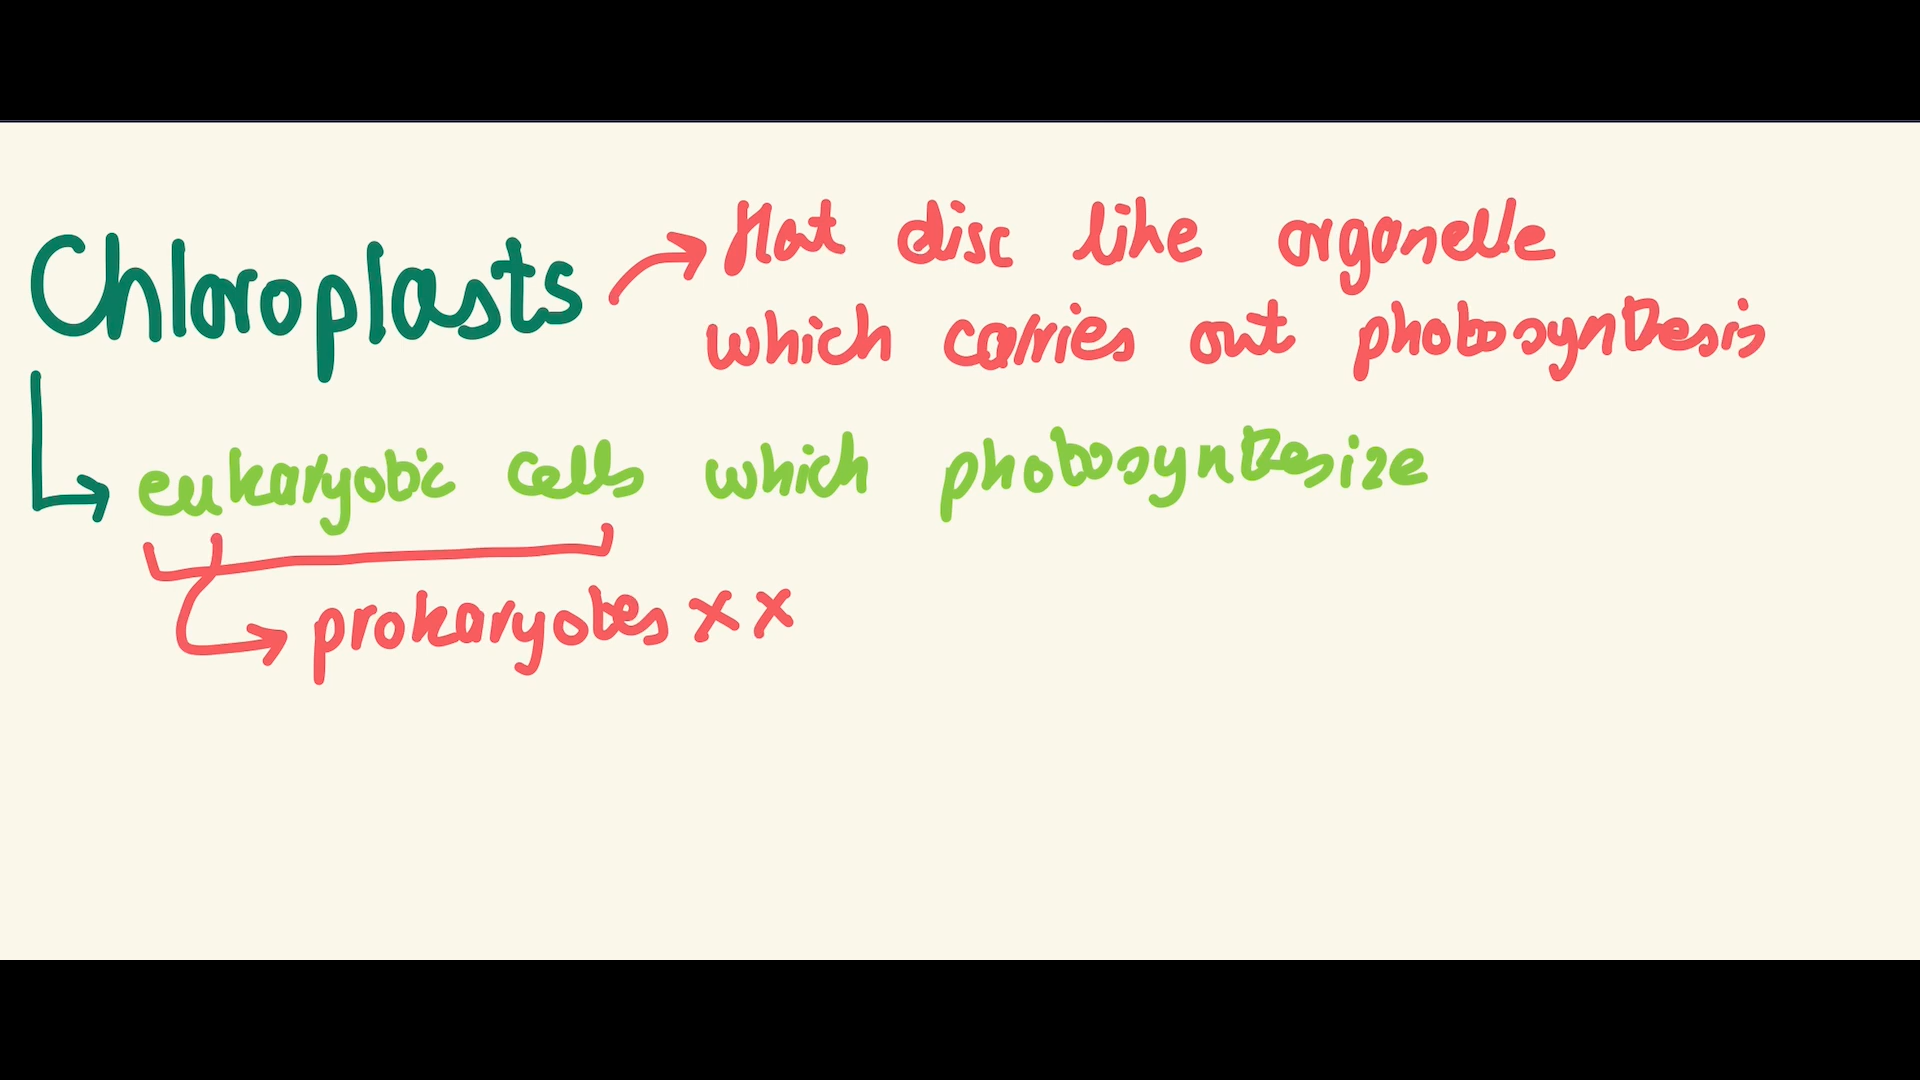 Chloroplasts
flat disc like organelle
which carries out photosynthesis
eukaryotic cells which photosynthesize
prokaryotes x x